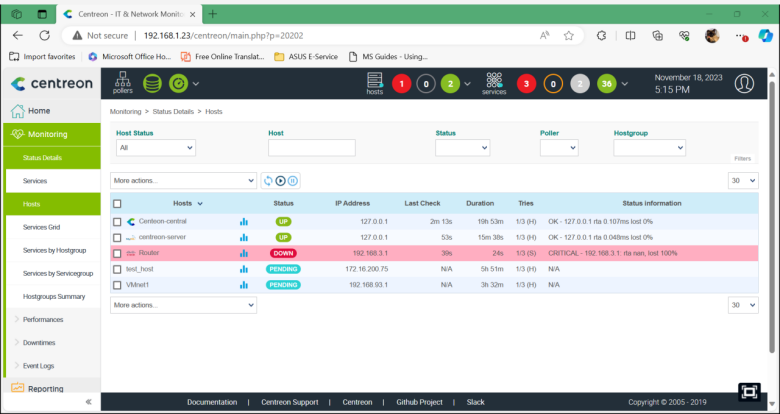 Centreon - IT & Network Monito
Not secure | 192.168.1.23/centreon/main.php?p=20202
Import favorites
Microsoft Office Ho...
Free Online Translat...
ASUS E-Service
MS Guides - Using...
centreon
pollers
hosts
1
0
2
services
3
0
2
36
November 18, 2023
5:15 PM
Home
Monitoring
Status Details
Services
Hosts
Services Grid
Services by Hostgroup
Services by Servicegroup
Hostgroups Summary
Performances
Downtimes
Event Logs
Reporting
Monitoring > Status Details > Hosts
Host Status Host Status Poller Hostgroup
All
Filters
More actions... 30
Hosts Status IP Address Last Check Duration Tries Status information
Centeon-central UP 127.0.0.1 2m 13s 19h 53m 1/3 (H) OK - 127.0.0.1 rta 0.107ms lost 0%
centreon-server UP 127.0.0.1 53s 15m 38s 1/3 (H) OK - 127.0.0.1 rta 0.048ms lost 0%
Router DOWN 192.168.3.1 39s 24s 1/3 (S) CRITICAL - 192.168.3.1: rta nan, lost 100%
test_host PENDING 172.16.200.75 N/A 5h 51m 1/3 (H) N/A
VMnet1 PENDING 192.168.93.1 N/A 3h 32m 1/3 (H) N/A
More actions... 30
Documentation | Centreon Support | Centreon | Github Project | Slack
Copyright © 2005 - 2019